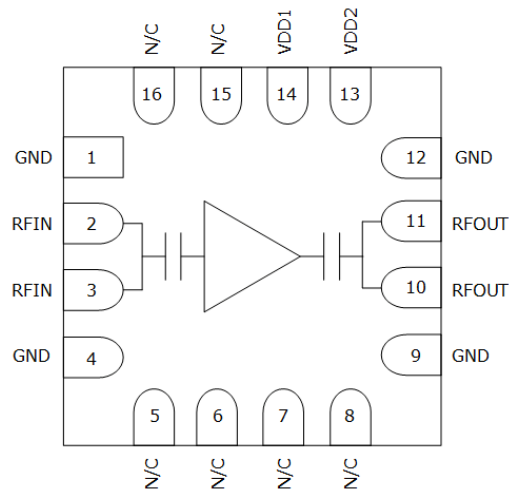 N/C N/C VDD1 VDD2
16 15 14 13
GND 1 12 GND
RFIN 2 11 RFOUT
RFIN 3 10 RFOUT
GND 4 9 GND
5 6 7 8
N/C N/C N/C N/C